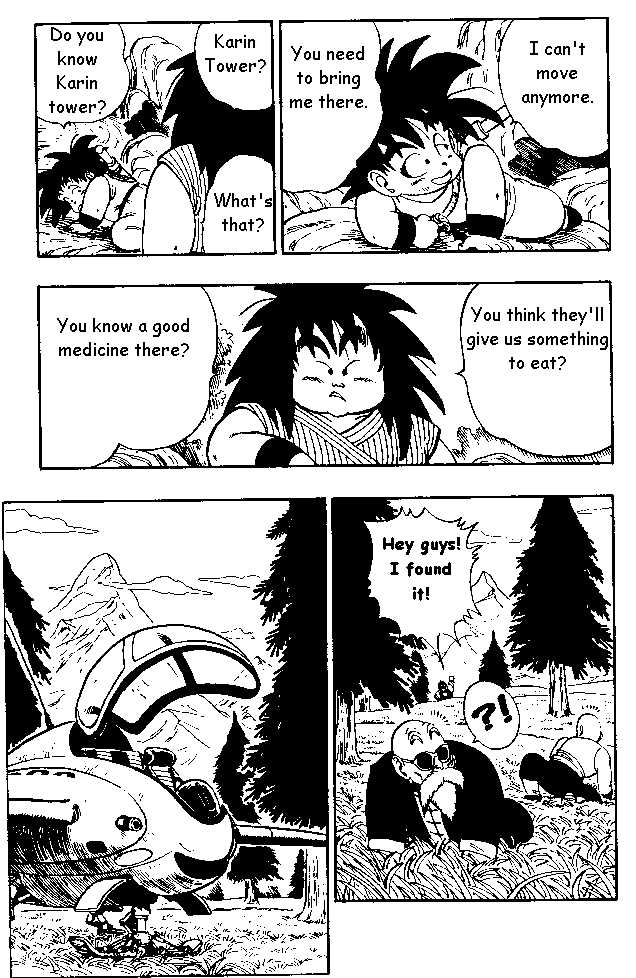 Do you
know
Karin
tower?
Karin
Tower?
What's
that?
You need
to bring
me there.
I can't
move
anymore.
You know a good
medicine there?
You think they'll
give us something
to eat?
Hey guys!
I found
it!
?!